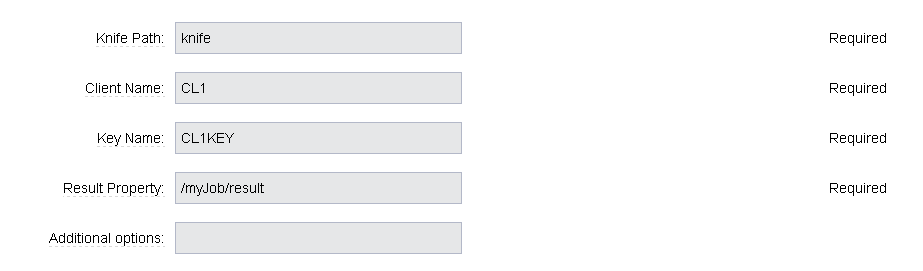 Knife Path: knife Required
Client Name: CL1 Required
Key Name: CL1KEY Required
Result Property: /myJob/result Required
Additional options: